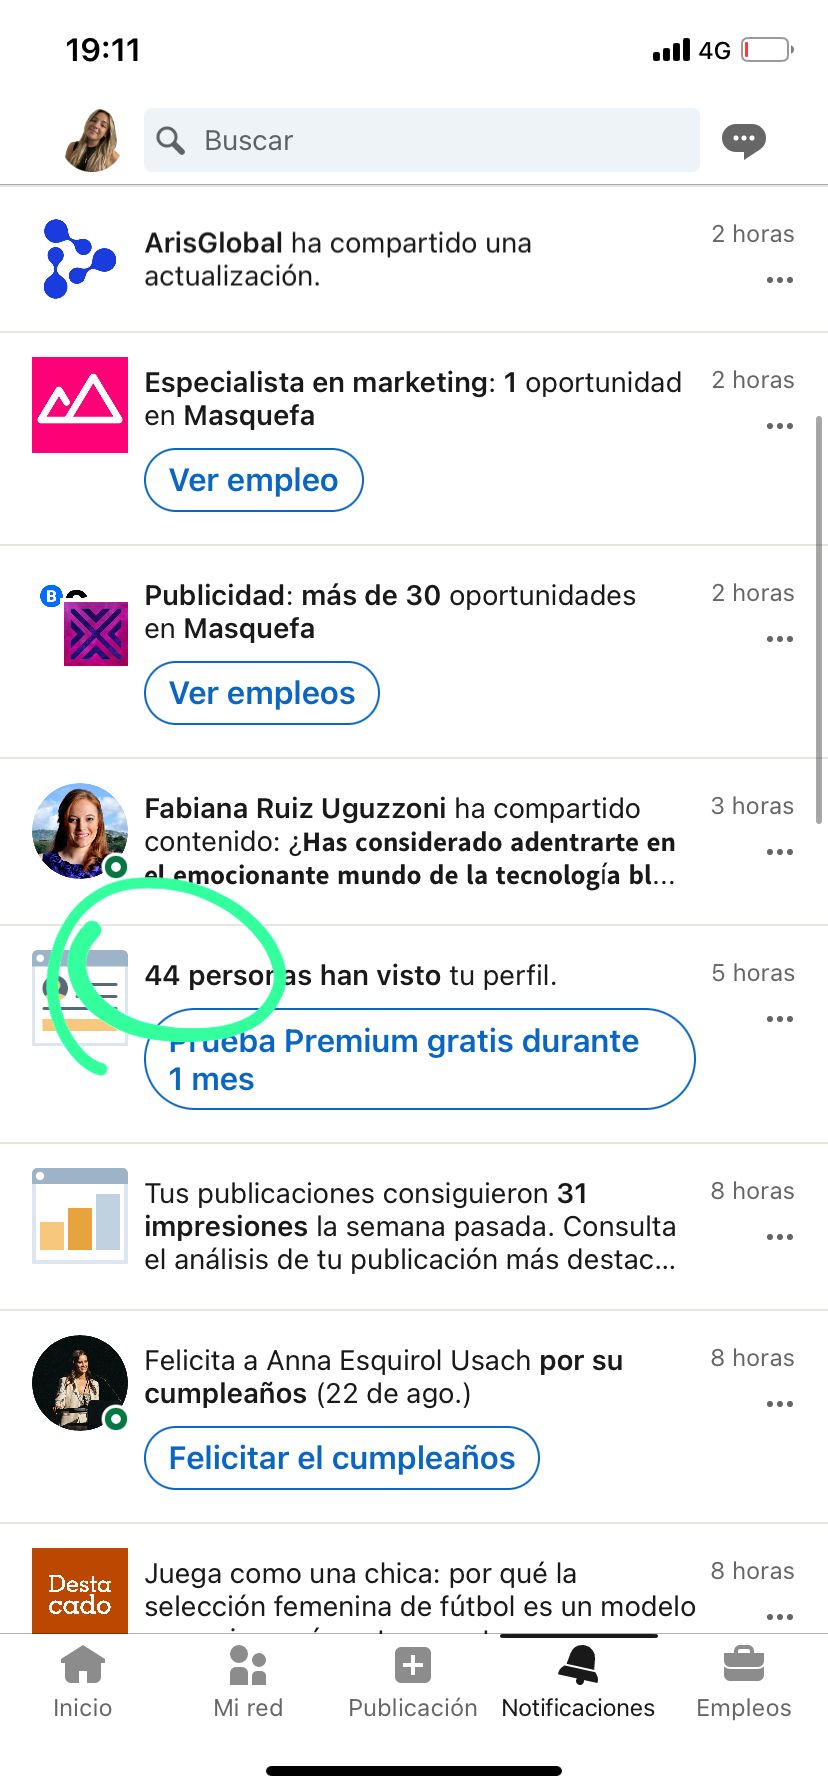 19:11
4G
Buscar
ArisGlobal ha compartido una
actualización.
2 horas
Especialista en marketing: 1 oportunidad
en Masquefa
2 horas
Ver empleo
B
Publicidad: más de 30 oportunidades
en Masquefa
2 horas
Ver empleos
Fabiana Ruiz Uguzzoni ha compartido
contenido: ¿Has considerado adentrarte en
el emocionante mundo de la tecnología bl...
3 horas
44 personas han visto tu perfil.
5 horas
Prueba Premium gratis durante
1 mes
Tus publicaciones consiguieron 31
impresiones la semana pasada. Consulta
el análisis de tu publicación más destac...
8 horas
Felicita a Anna Esquirol Usach por su
cumpleaños (22 de ago.)
8 horas
Felicitar el cumpleaños
Desta
cado
Juega como una chica: por qué la
selección femenina de fútbol es un modelo
8 horas
Inicio
Mi red
Publicación
Notificaciones
Empleos